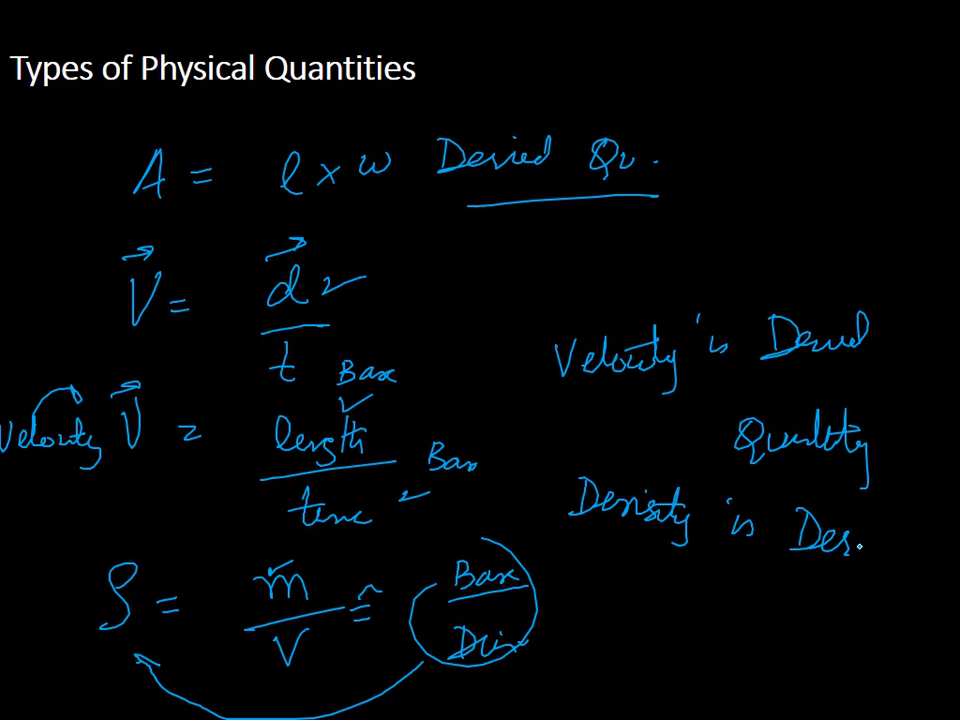 Types of Physical Quantities
A = l × w Derived Qu.
V⃗ = d⃗ / t
Velocity V⃗ = length / time
Base
Base
Velocity is Derived
Quantity
Density is Der
ρ = m / V = Base /